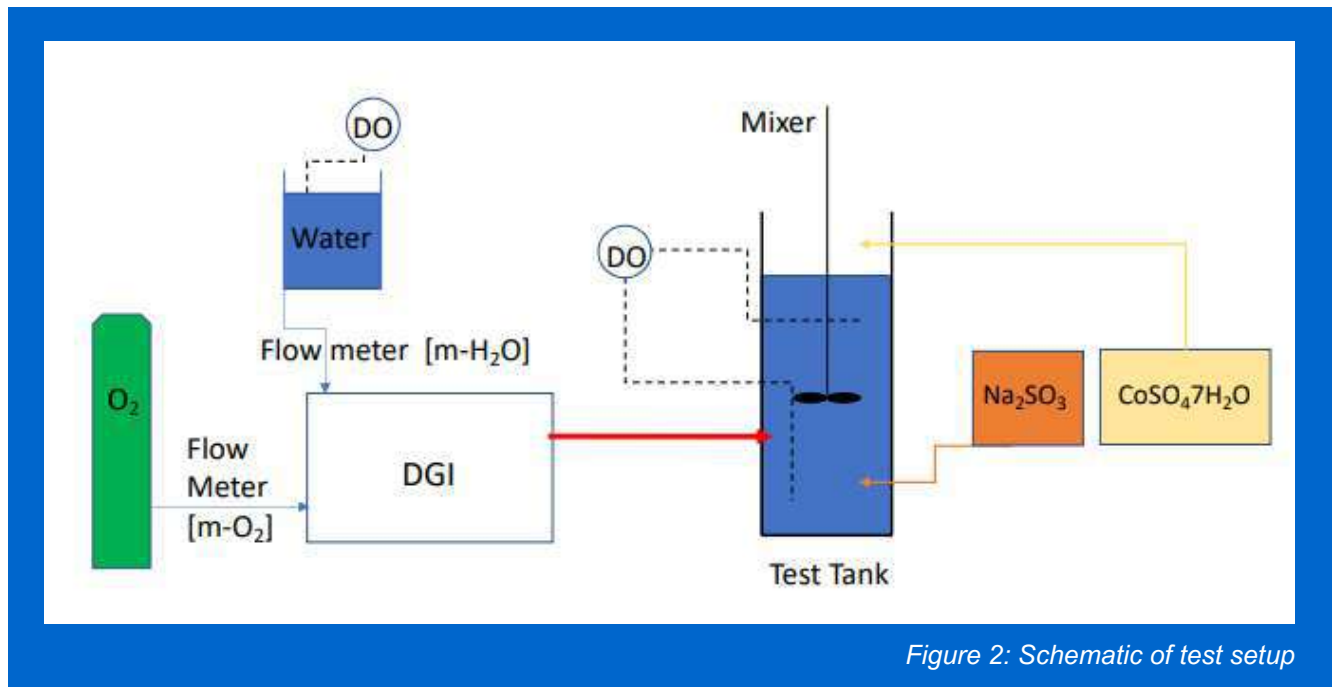 DO
Mixer
Water
DO
Flow meter [m-H₂O]
O₂
Na₂SO₃
CoSO₄7H₂O
Flow
Meter
[m-O₂]
DGI
Test Tank
Figure 2: Schematic of test setup